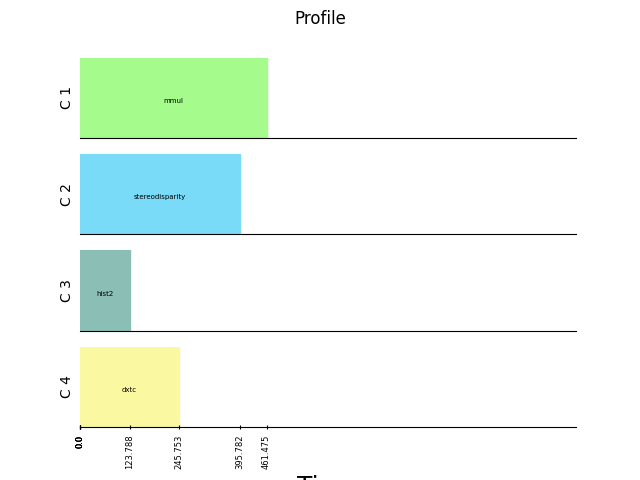 Profile
C 1
mmul
C 2
stereodisparity
C 3
hist2
C 4
dxtc
0.0
123.788
245.753
395.782
461.475